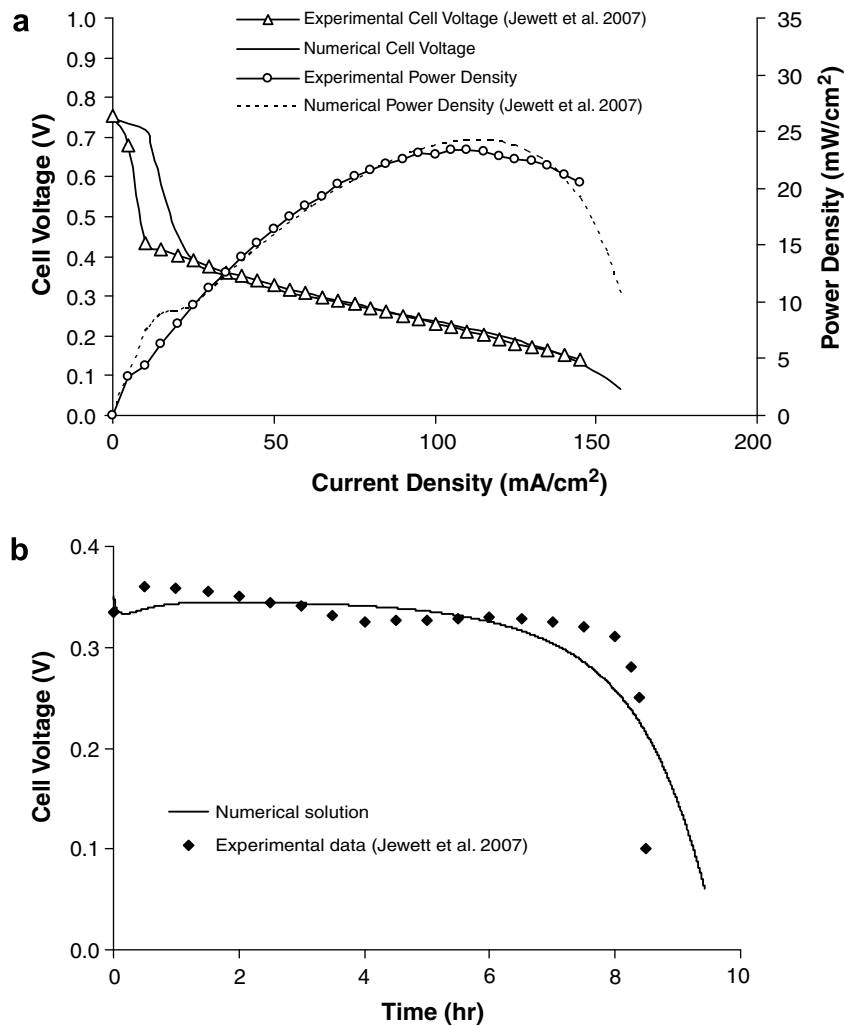 a
Experimental Cell Voltage (Jewett et al. 2007)
Numerical Cell Voltage
Experimental Power Density
Numerical Power Density (Jewett et al. 2007)
1.0
0.9
0.8
0.7
0.6
0.5
0.4
0.3
0.2
0.1
0.0
Cell Voltage (V)
35
30
25
20
15
10
5
0
Power Density (mW/cm²)
0
50
100
150
200
Current Density (mA/cm²)
b
0.4
0.3
0.2
0.1
0.0
Cell Voltage (V)
Numerical solution
Experimental data (Jewett et al. 2007)
0
2
4
6
8
10
Time (hr)